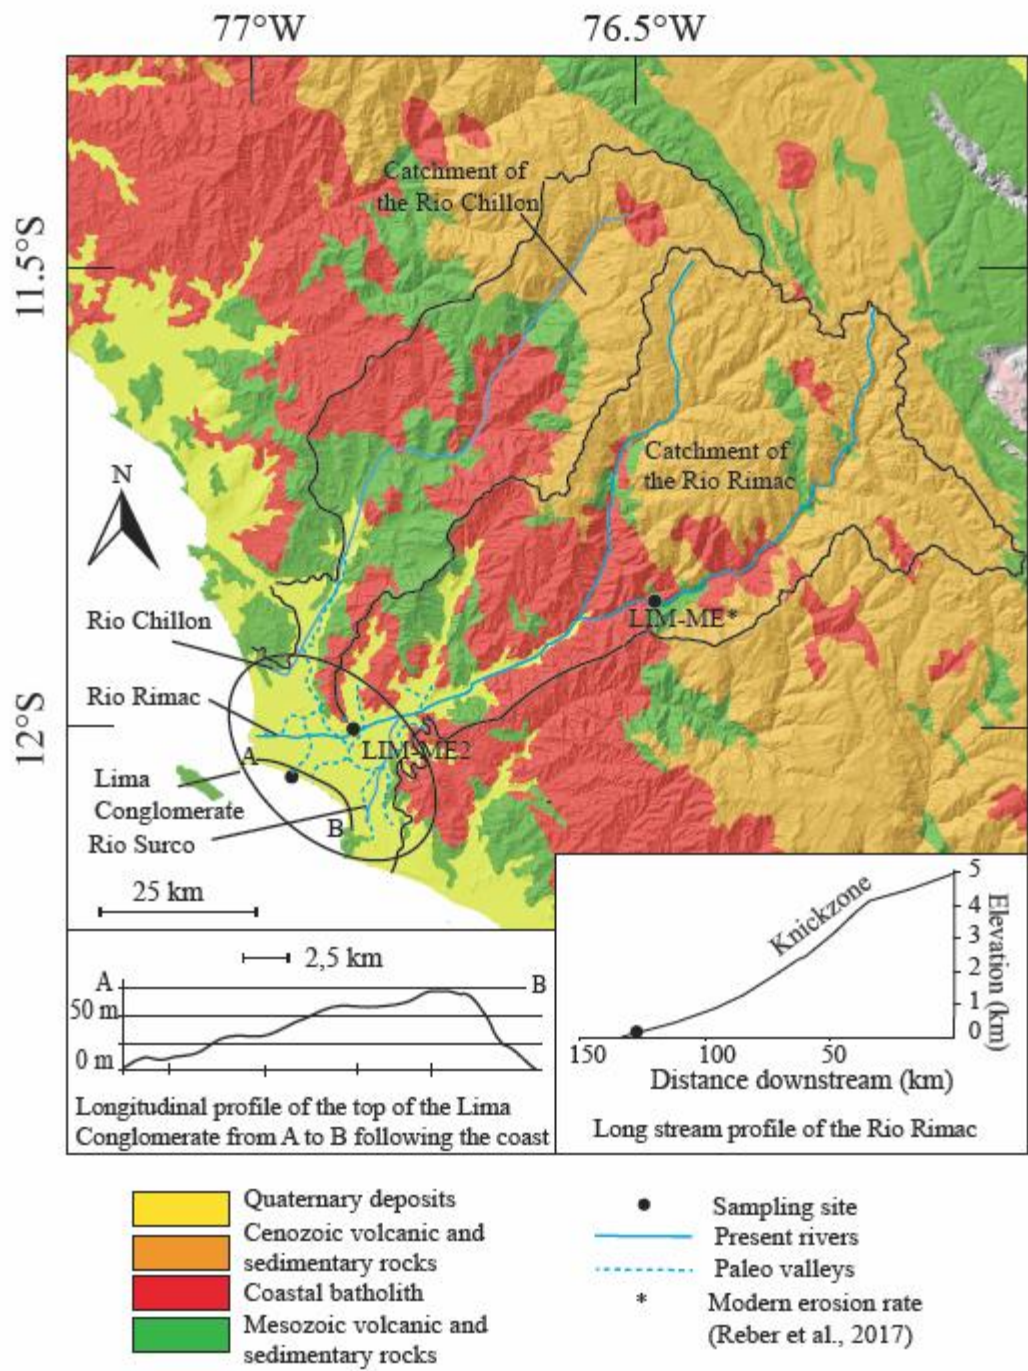 77°W
76.5°W
Catchment of
the Rio Chillon
11.5°S
Catchment of
the Rio Rimac
N
LIM-ME*
Rio Chillon
Rio Rimac
12°S
LIM-ME2
A
Lima
Conglomerate
B
Rio Surco
25 km
2,5 km
A
B
50 m
0 m
Longitudinal profile of the top of the Lima
Conglomerate from A to B following the coast
Knickzone
5
4
3
2
1
0
Elevation (km)
150
100
50
Distance downstream (km)
Long stream profile of the Rio Rimac
Quaternary deposits
Cenozoic volcanic and
sedimentary rocks
Coastal batholith
Mesozoic volcanic and
sedimentary rocks
Sampling site
Present rivers
Paleo valleys
* Modern erosion rate
(Reber et al., 2017)